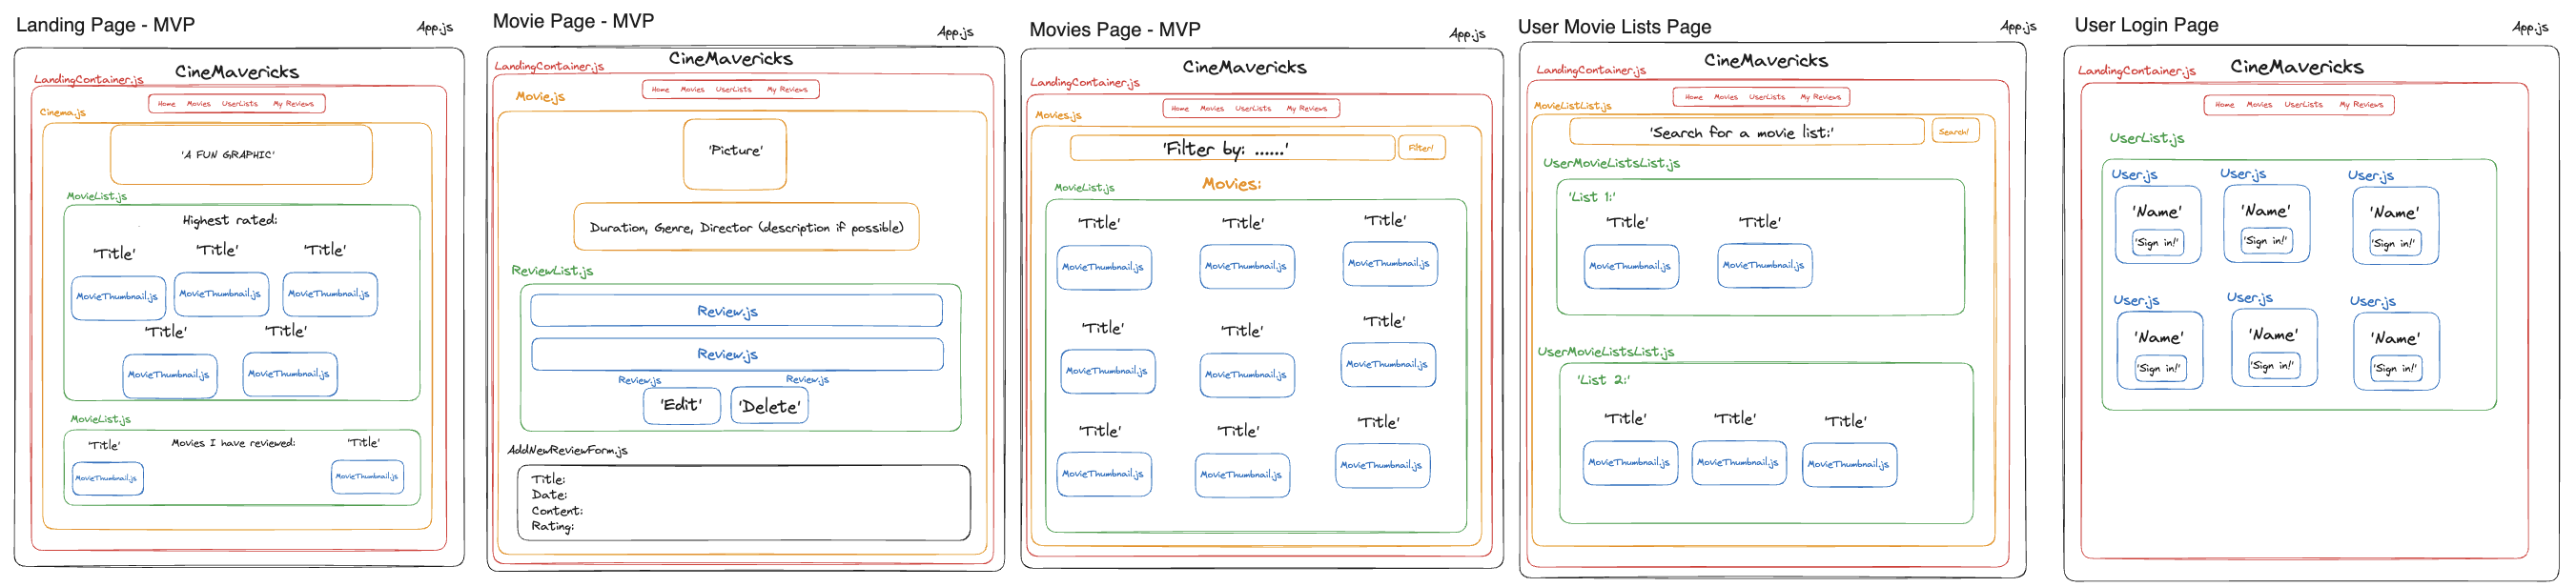 Landing Page - MVP
App.js
CineMavericks
LandingContainer.js
Home Movies UserLists My Reviews
Cinema.js
'A FUN GRAPHIC'
MovieList.js
Highest rated:
'Title' 'Title' 'Title'
MovieThumbnail.js MovieThumbnail.js MovieThumbnail.js
'Title' 'Title'
MovieThumbnail.js MovieThumbnail.js
MovieList.js
'Title' Movies I have reviewed: 'Title'
MovieThumbnail.js MovieThumbnail.js
Movie Page - MVP
App.js
CineMavericks
LandingContainer.js
Home Movies UserLists My Reviews
Movie.js
'Picture'
Duration, Genre, Director (description if possible)
ReviewList.js
Review.js
Review.js
Review.js Review.js
'Edit' 'Delete'
AddNewReviewForm.js
Title:
Date:
Content:
Rating:
Movies Page - MVP
App.js
CineMavericks
LandingContainer.js
Home Movies UserLists My Reviews
Movies.js
'Filter by: ......' Filter!
Movies:
MovieList.js
'Title' 'Title' 'Title'
MovieThumbnail.js MovieThumbnail.js MovieThumbnail.js
'Title' 'Title' 'Title'
MovieThumbnail.js MovieThumbnail.js MovieThumbnail.js
'Title' 'Title' 'Title'
MovieThumbnail.js MovieThumbnail.js MovieThumbnail.js
User Movie Lists Page
App.js
CineMavericks
LandingContainer.js
Home Movies UserLists My Reviews
MovieListList.js
'Search for a movie list:' Search!
UserMovieListsList.js
'List 1:'
'Title' 'Title'
MovieThumbnail.js MovieThumbnail.js
UserMovieListsList.js
'List 2:'
'Title' 'Title' 'Title'
MovieThumbnail.js MovieThumbnail.js MovieThumbnail.js
User Login Page
App.js
CineMavericks
LandingContainer.js
Home Movies UserLists My Reviews
UserList.js
User.js User.js User.js
'Name' 'Name' 'Name'
'Sign in!' 'Sign in!' 'Sign in!'
User.js User.js User.js
'Name' 'Name' 'Name'
'Sign in!' 'Sign in!' 'Sign in!'